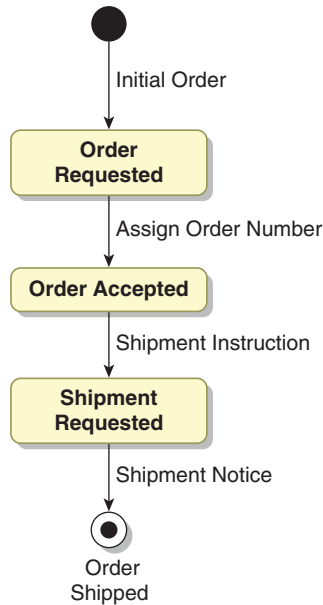 Initial Order
Order
Requested
Assign Order Number
Order Accepted
Shipment Instruction
Shipment
Requested
Shipment Notice
Order
Shipped